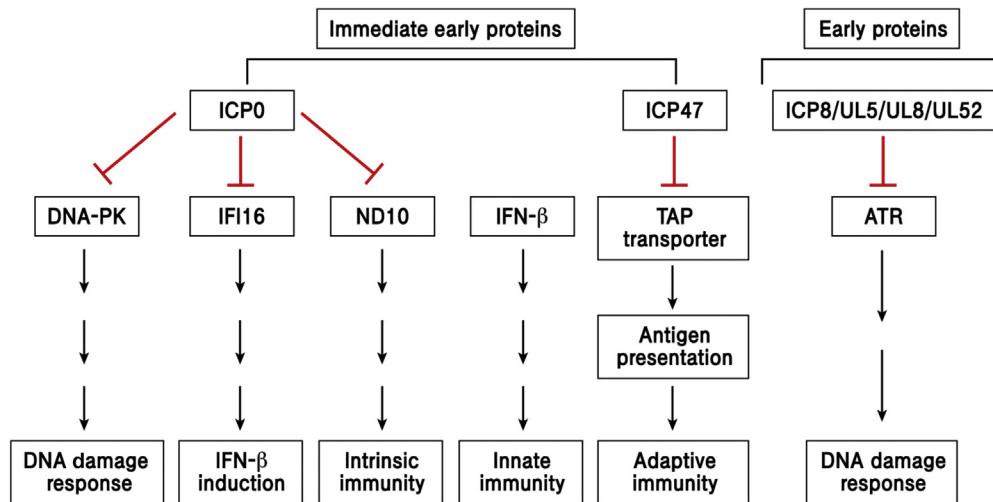 Immediate early proteins
Early proteins
ICP0
ICP47
ICP8/UL5/UL8/UL52
DNA-PK
IFI16
ND10
IFN-β
TAP
transporter
ATR
Antigen
presentation
DNA damage
response
IFN-β
induction
Intrinsic
immunity
Innate
immunity
Adaptive
immunity
DNA damage
response